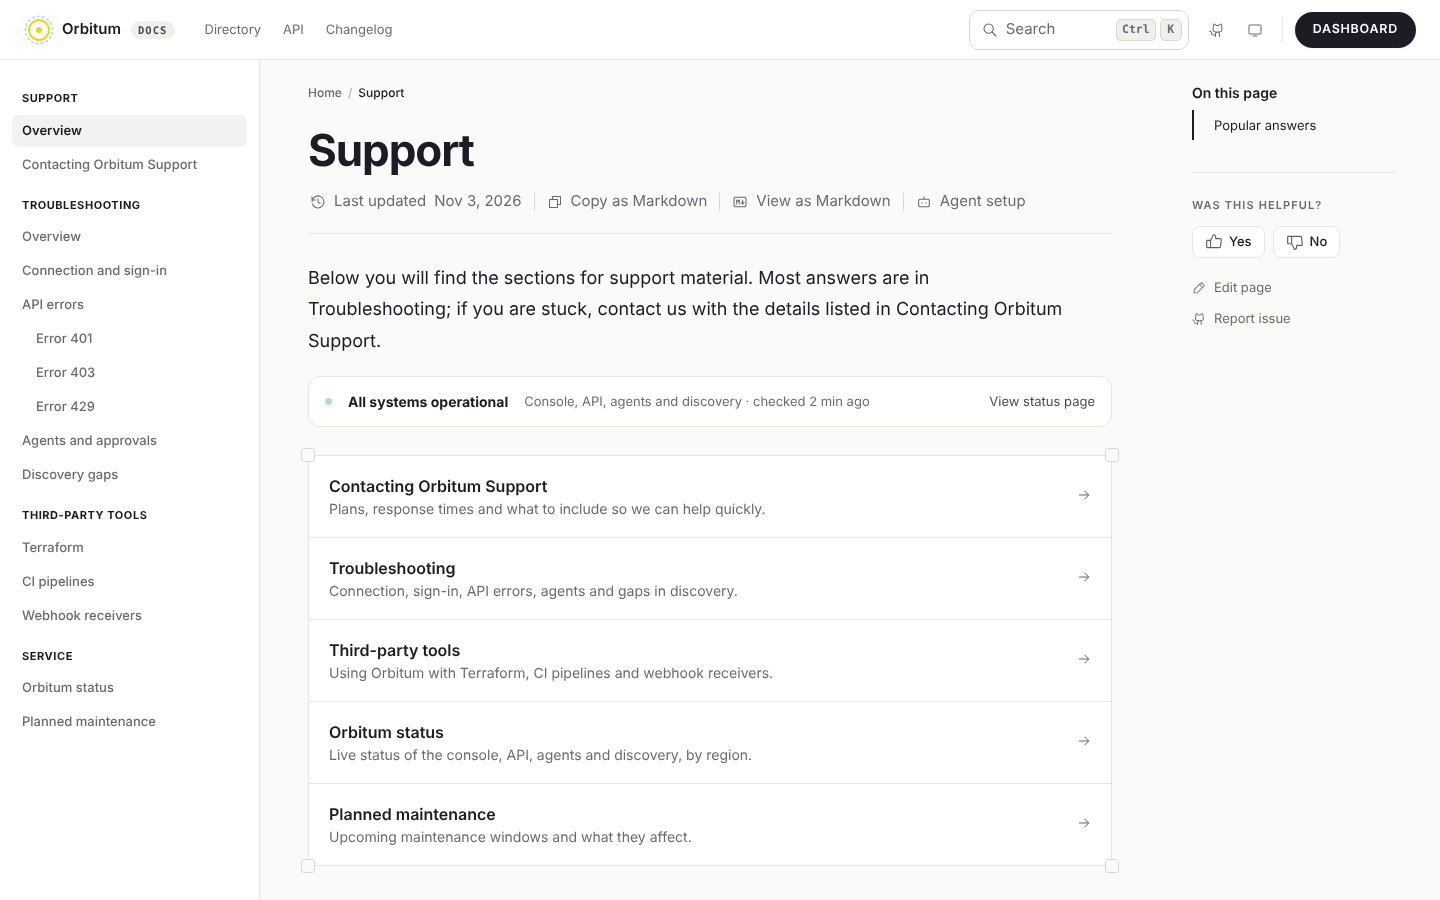 Orbitum DOCS Directory API Changelog Search Ctrl K DASHBOARD
SUPPORT
Overview
Contacting Orbitum Support
TROUBLESHOOTING
Overview
Connection and sign-in
API errors
Error 401
Error 403
Error 429
Agents and approvals
Discovery gaps
THIRD-PARTY TOOLS
Terraform
CI pipelines
Webhook receivers
SERVICE
Orbitum status
Planned maintenance
Home / Support
Support
Last updated Nov 3, 2026 Copy as Markdown View as Markdown Agent setup
Below you will find the sections for support material. Most answers are in
Troubleshooting; if you are stuck, contact us with the details listed in Contacting Orbitum
Support.
All systems operational Console, API, agents and discovery · checked 2 min ago View status page
Contacting Orbitum Support
Plans, response times and what to include so we can help quickly.
Troubleshooting
Connection, sign-in, API errors, agents and gaps in discovery.
Third-party tools
Using Orbitum with Terraform, CI pipelines and webhook receivers.
Orbitum status
Live status of the console, API, agents and discovery, by region.
Planned maintenance
Upcoming maintenance windows and what they affect.
On this page
Popular answers
WAS THIS HELPFUL?
Yes No
Edit page
Report issue